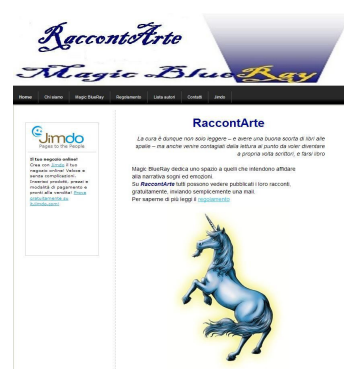 RaccontoArte
Magic BlueRay
Home Chi siamo Magic BlueRay Regolamento Lista autori Contatti Jimdo
Jimdo
Pages to the People
Il tuo negozio online!
Crea con Jimdo il tuo
negozio online! Veloce e
senza complicazioni.
Inserisci prodotti, prezzi e
modalità di pagamento e
pronti alla vendita! Prova
gratuitamente su
it.jimdo.com!
RaccontArte
La cura è dunque non solo leggere – e avere una buona scorta di libri alle
spalle – ma anche venire contagiati dalla lettura al punto da voler diventare
a propria volta scrittori, e farsi libro
Magic BlueRay dedica uno spazio a quelli che intendono affidare
alla narrativa sogni ed emozioni.
Su RaccontArte tutti possono vedere pubblicati i loro racconti,
gratuitamente, inviando semplicemente una mail.
Per saperne di più leggi il regolamento